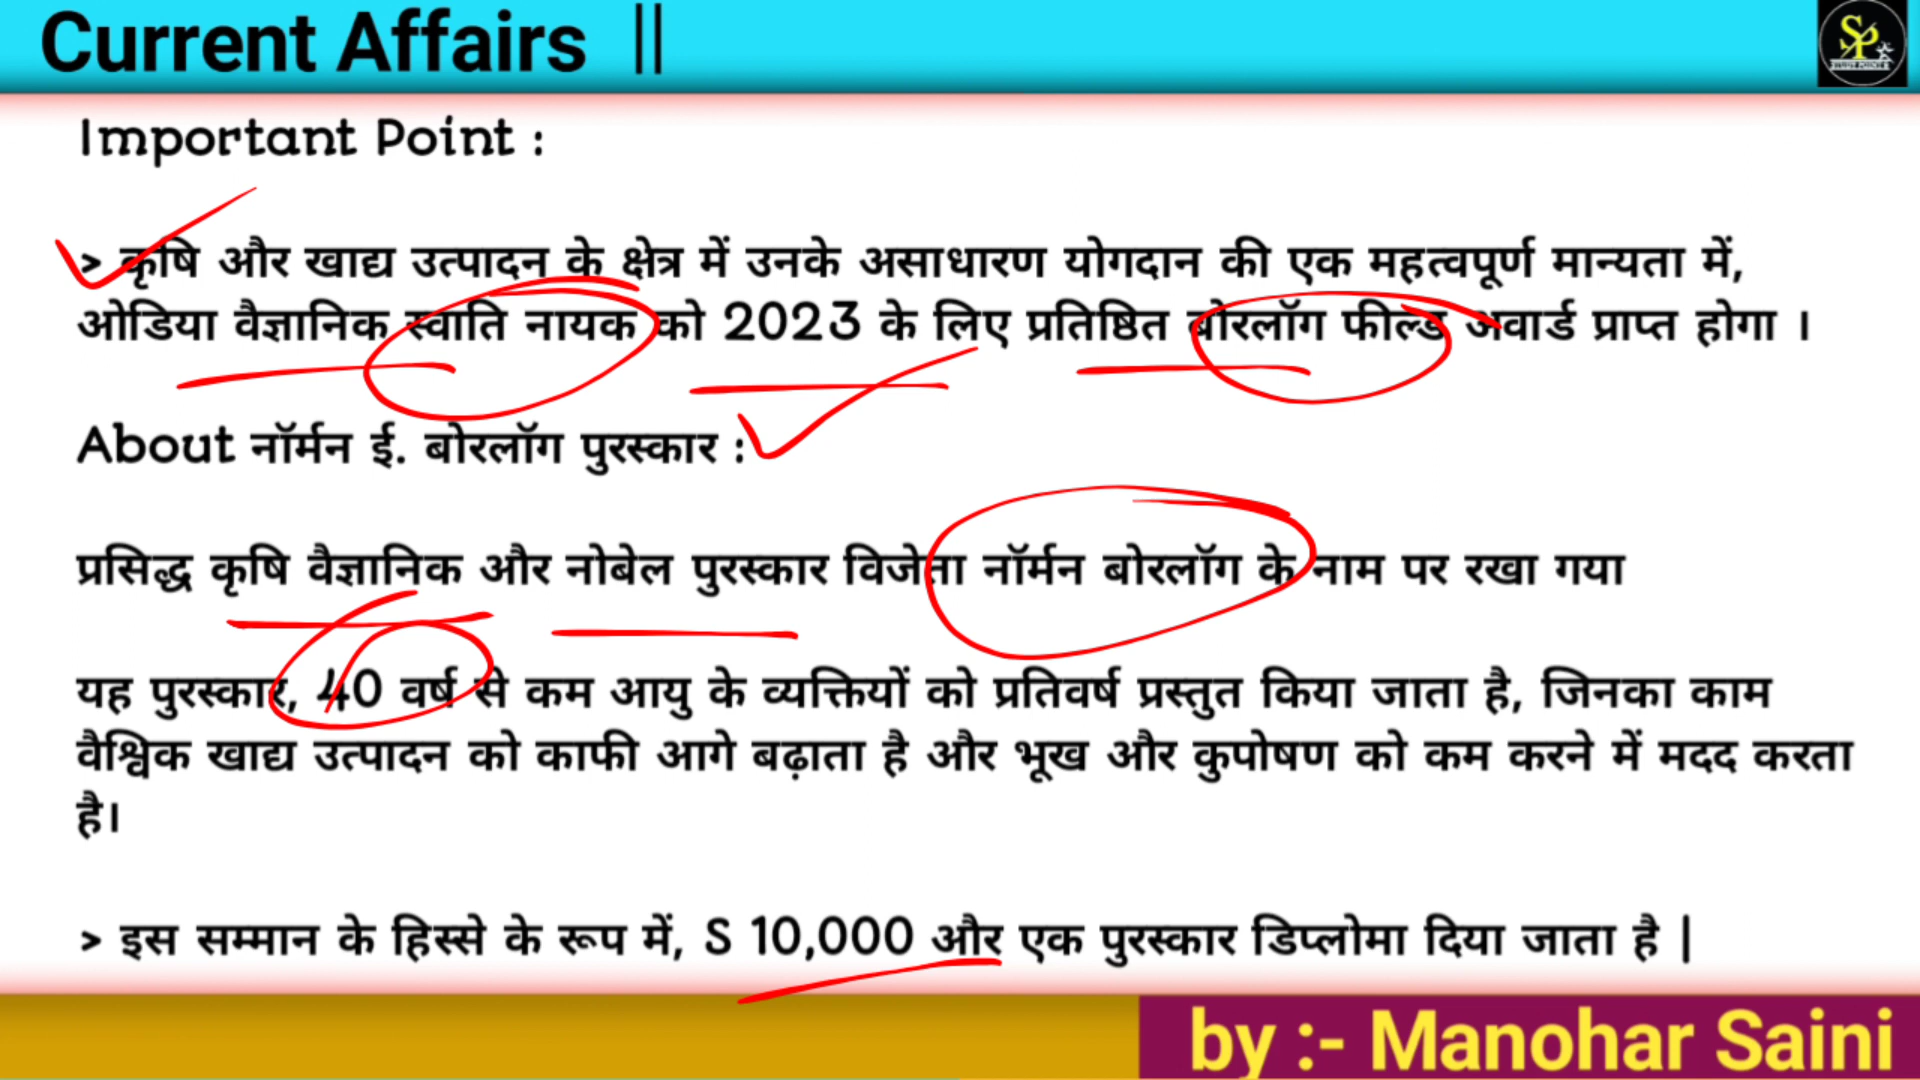 Current Affairs ||
SP
STUDY POINT
Important Point :
> कृषि और खाद्य उत्पादन के क्षेत्र में उनके असाधारण योगदान की एक महत्वपूर्ण मान्यता में,
ओडिया वैज्ञानिक स्वाति नायक को 2023 के लिए प्रतिष्ठित बोरलॉग फील्ड अवार्ड प्राप्त होगा ।
About नॉर्मन ई. बोरलॉग पुरस्कार :
प्रसिद्ध कृषि वैज्ञानिक और नोबेल पुरस्कार विजेता नॉर्मन बोरलॉग के नाम पर रखा गया
यह पुरस्कार, 40 वर्ष से कम आयु के व्यक्तियों को प्रतिवर्ष प्रस्तुत किया जाता है, जिनका काम
वैश्विक खाद्य उत्पादन को काफी आगे बढ़ाता है और भूख और कुपोषण को कम करने में मदद करता
है।
> इस सम्मान के हिस्से के रूप में, S 10,000 और एक पुरस्कार डिप्लोमा दिया जाता है |
by :- Manohar Saini